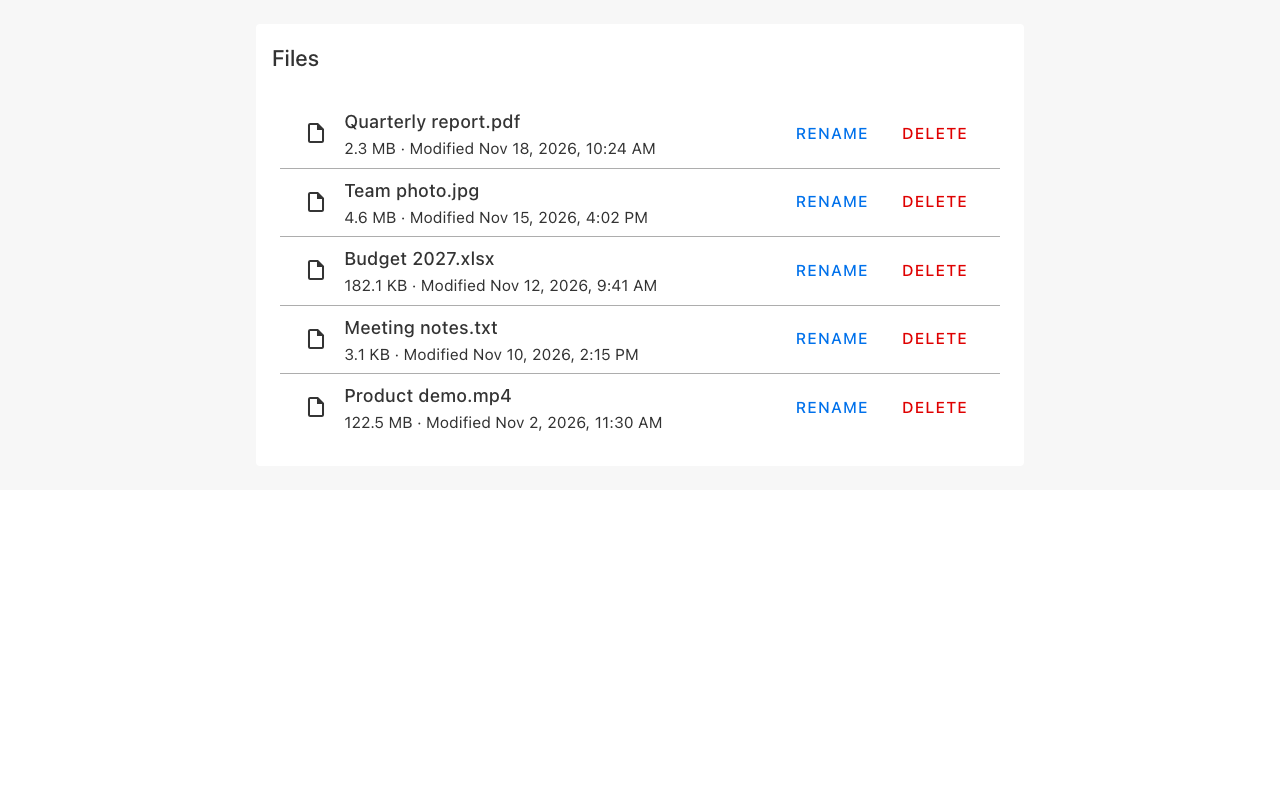 Files
Quarterly report.pdf
2.3 MB · Modified Nov 18, 2026, 10:24 AM
RENAME
DELETE
Team photo.jpg
4.6 MB · Modified Nov 15, 2026, 4:02 PM
RENAME
DELETE
Budget 2027.xlsx
182.1 KB · Modified Nov 12, 2026, 9:41 AM
RENAME
DELETE
Meeting notes.txt
3.1 KB · Modified Nov 10, 2026, 2:15 PM
RENAME
DELETE
Product demo.mp4
122.5 MB · Modified Nov 2, 2026, 11:30 AM
RENAME
DELETE